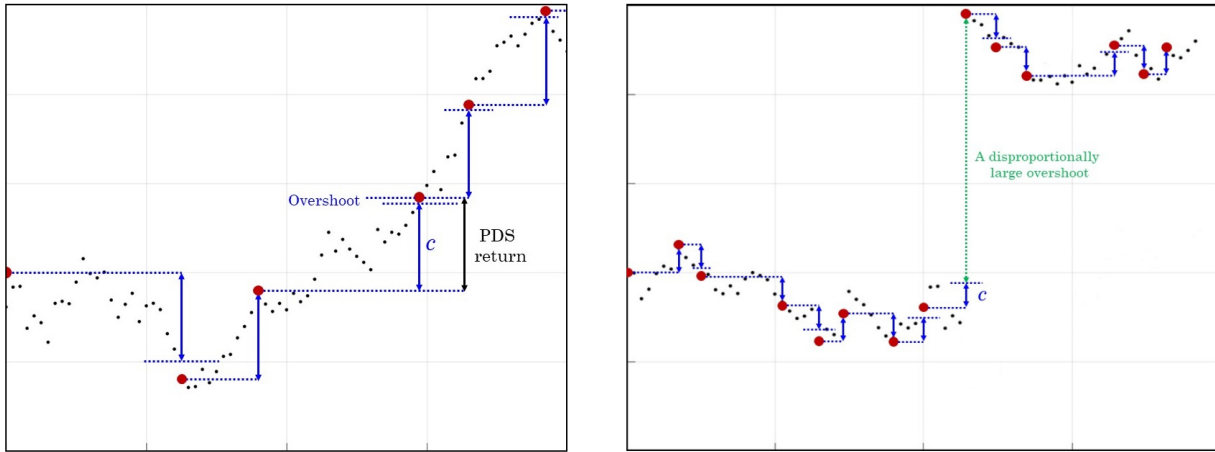 Overshoot
c
PDS
return
A disproportionally
large overshoot
c